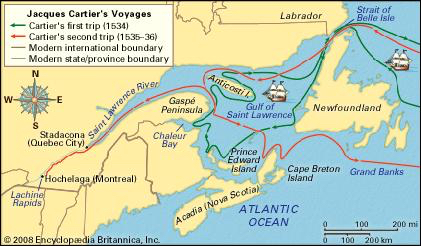 Jacques Cartier's Voyages
Cartier's first trip (1534)
Cartier's second trip (1535–36)
Modern international boundary
Modern state/province boundary
Labrador
Strait of
Belle Isle
N
W
E
S
Saint Lawrence River
Anticosti I.
Gaspé
Peninsula
Gulf of
Saint Lawrence
Newfoundland
Stadacona
(Quebec City)
Chaleur
Bay
Prince
Edward
Island
Hochelaga (Montreal)
Cape Breton
Island
Grand Banks
Lachine
Rapids
Acadia (Nova Scotia)
ATLANTIC
OCEAN
0 100 200 mi
0 100 200 km
© 2008 Encyclopædia Britannica, Inc.